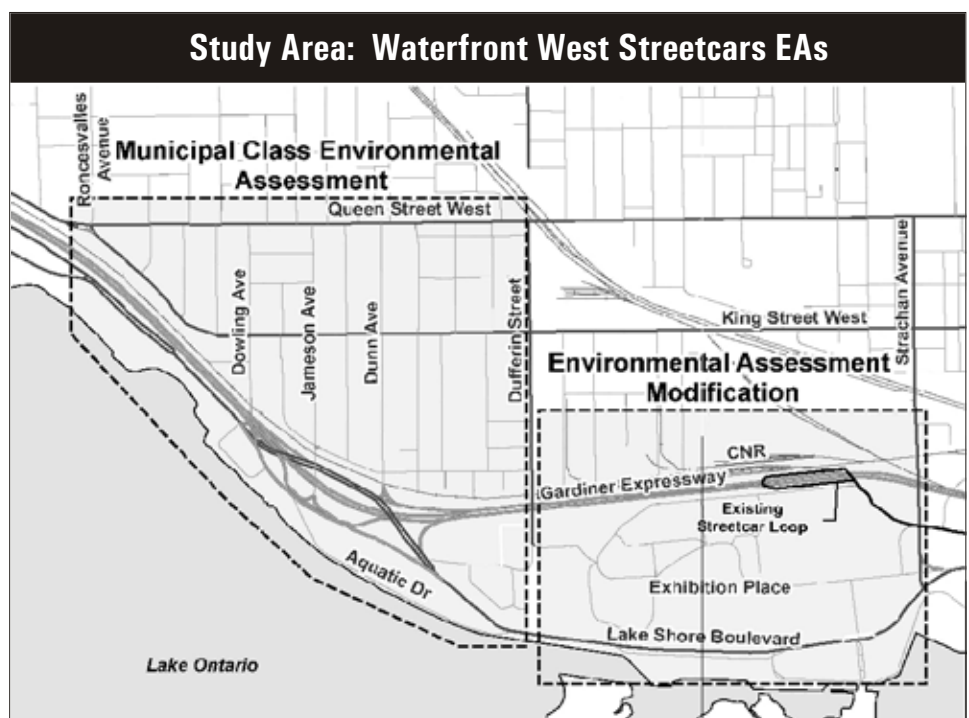 Study Area: Waterfront West Streetcars EAs
Roncesvalles
Avenue
Municipal Class Environmental
Assessment
Queen Street West
Dowling Ave
Jameson Ave
Dunn Ave
Dufferin Street
Strachan Avenue
King Street West
Environmental Assessment
Modification
CNR
Gardiner Expressway
Existing
Streetcar Loop
Aquatic Dr
Exhibition Place
Lake Shore Boulevard
Lake Ontario